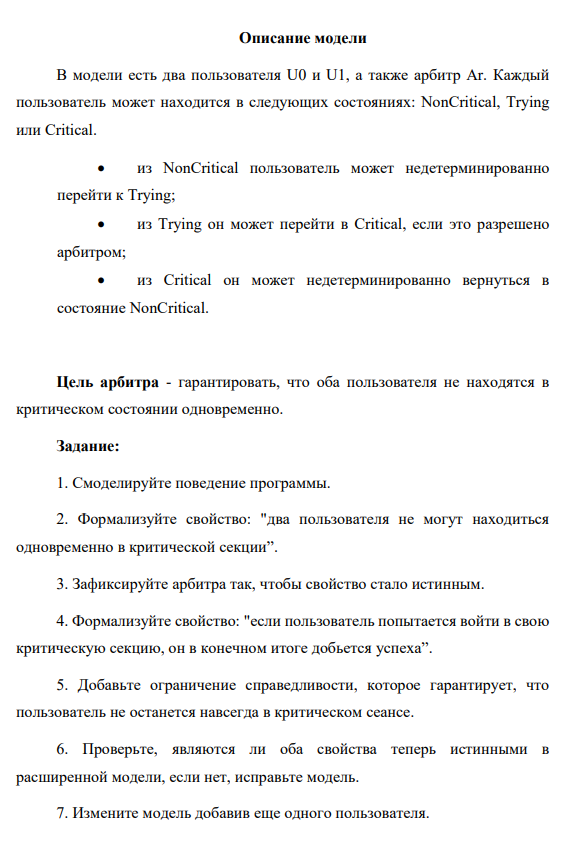 Описание модели
В модели есть два пользователя U0 и U1, а также арбитр Ar. Каждый
пользователь может находится в следующих состояниях: NonCritical, Trying
или Critical.
• из NonCritical пользователь может недетерминированно
перейти к Trying;
• из Trying он может перейти в Critical, если это разрешено
арбитром;
• из Critical он может недетерминированно вернуться в
состояние NonCritical.
Цель арбитра - гарантировать, что оба пользователя не находятся в
критическом состоянии одновременно.
Задание:
1. Смоделируйте поведение программы.
2. Формализуйте свойство: "два пользователя не могут находиться
одновременно в критической секции”.
3. Зафиксируйте арбитра так, чтобы свойство стало истинным.
4. Формализуйте свойство: "если пользователь попытается войти в свою
критическую секцию, он в конечном итоге добьется успеха”.
5. Добавьте ограничение справедливости, которое гарантирует, что
пользователь не останется навсегда в критическом сеансе.
6. Проверьте, являются ли оба свойства теперь истинными в
расширенной модели, если нет, исправьте модель.
7. Измените модель добавив еще одного пользователя.